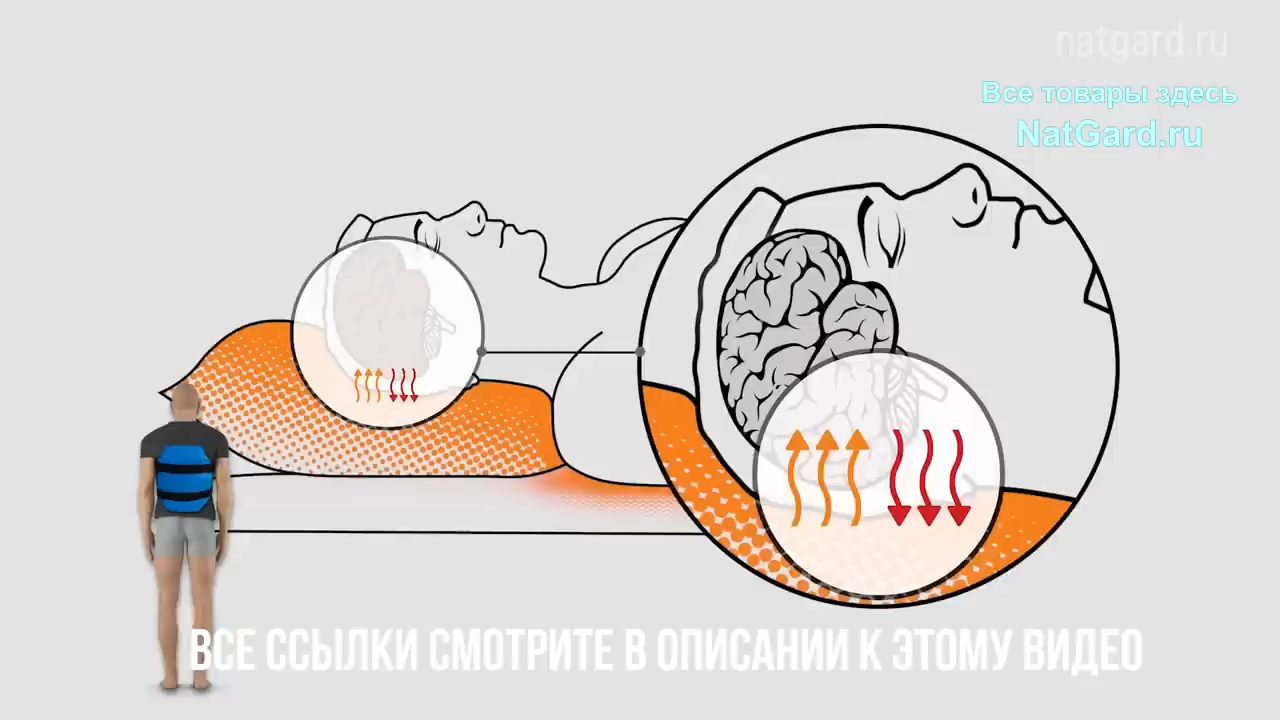 natgard.ru
Все товары здесь
NatGard.ru
ВСЕ ССЫЛКИ СМОТРИТЕ В ОПИСАНИИ К ЭТОМУ ВИДЕО